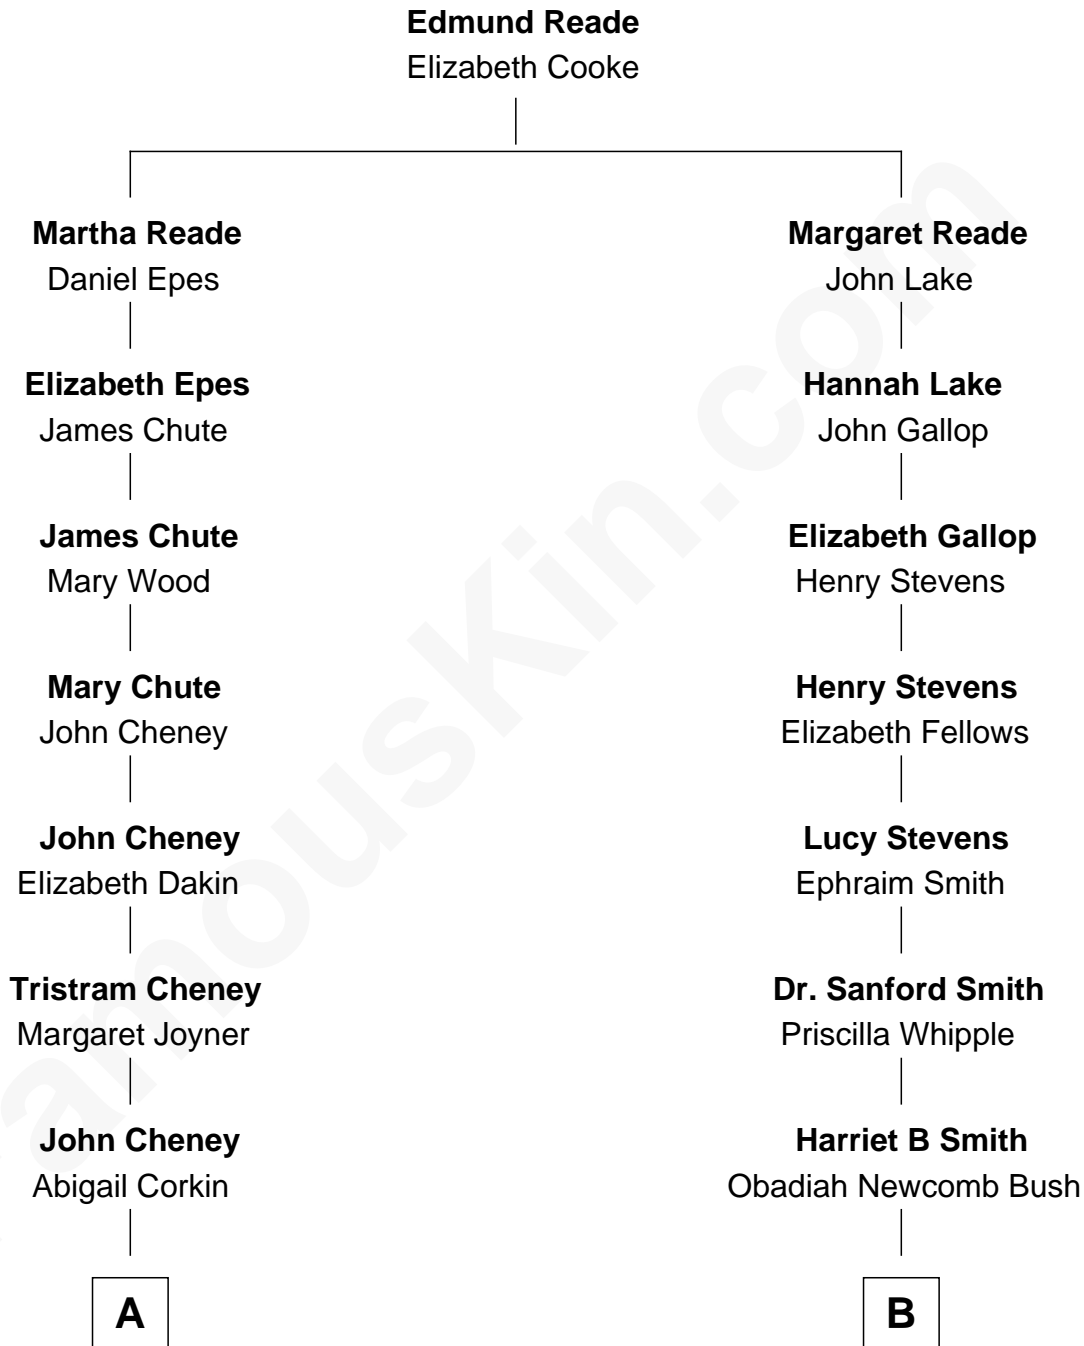 Edmund Reade
Elizabeth Cooke
Martha Reade
Daniel Epes
Elizabeth Epes
James Chute
James Chute
Mary Wood
Mary Chute
John Cheney
John Cheney
Elizabeth Dakin
Tristram Cheney
Margaret Joyner
John Cheney
Abigail Corkin
A
Margaret Reade
John Lake
Hannah Lake
John Gallop
Elizabeth Gallop
Henry Stevens
Henry Stevens
Elizabeth Fellows
Lucy Stevens
Ephraim Smith
Dr. Sanford Smith
Priscilla Whipple
Harriet B Smith
Obadiah Newcomb Bush
B
amouskin.com